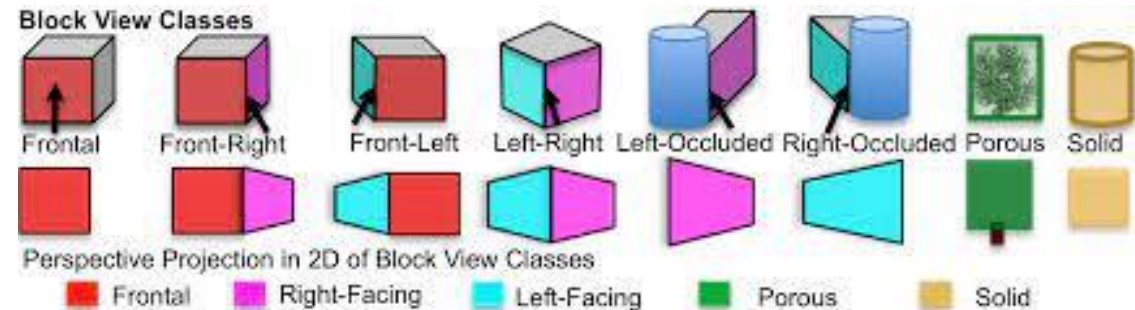 Block View Classes
Frontal Front-Right Front-Left Left-Right Left-Occluded Right-Occluded Porous Solid
Perspective Projection in 2D of Block View Classes
Frontal Right-Facing Left-Facing Porous Solid